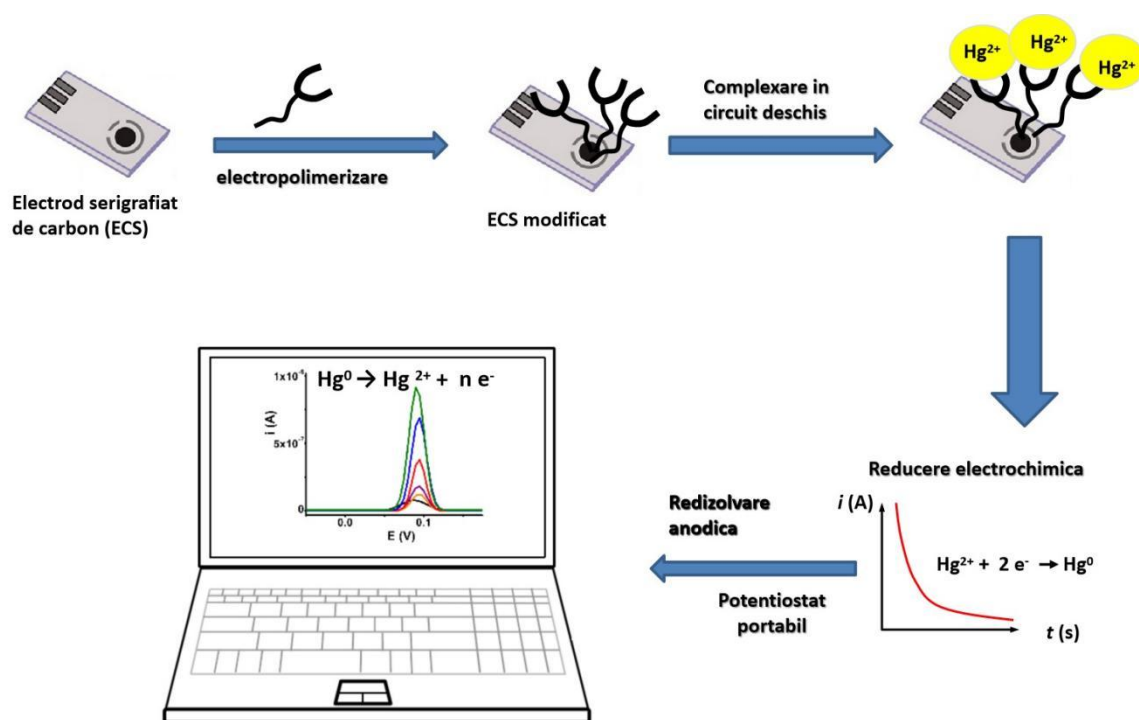 Electrod serigrafiat
de carbon (ECS)
electropolimerizare
ECS modificat
Complexare in
circuit deschis
Hg²⁺
Hg²⁺
Hg²⁺
Reducere electrochimica
i (A)
Hg²⁺ + 2 e⁻ → Hg⁰
t (s)
Redizolvare
anodica
Potentiostat
portabil
Hg⁰ → Hg ²⁺ + n e⁻
1x10⁻⁶
5x10⁻⁷
0
i (A)
0.0 0.1
E (V)